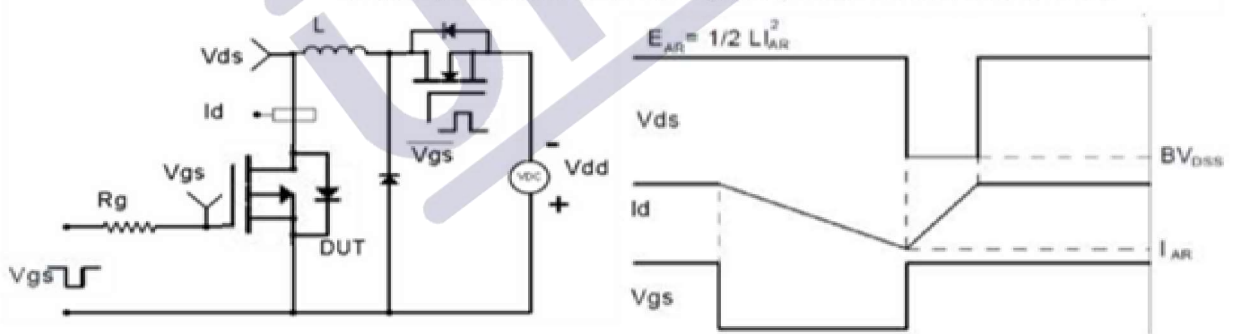 L
Vds
Id
Vgs
Vgs
Rg
DUT
Vgs
VDC
Vdd
-
+
E_AR = 1/2 LI²_AR
Vds
BV_DSS
Id
I_AR
Vgs